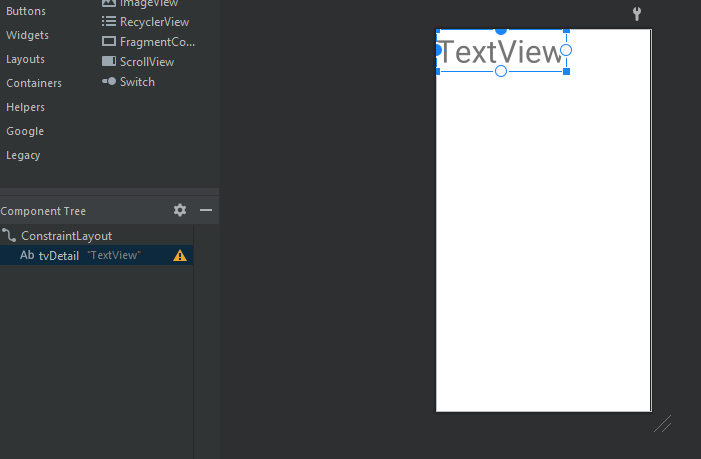 Buttons
Widgets
Layouts
Containers
Helpers
Google
Legacy
ImageView
RecyclerView
FragmentCo...
ScrollView
Switch
Component Tree
ConstraintLayout
Ab tvDetail "TextView"
TextView